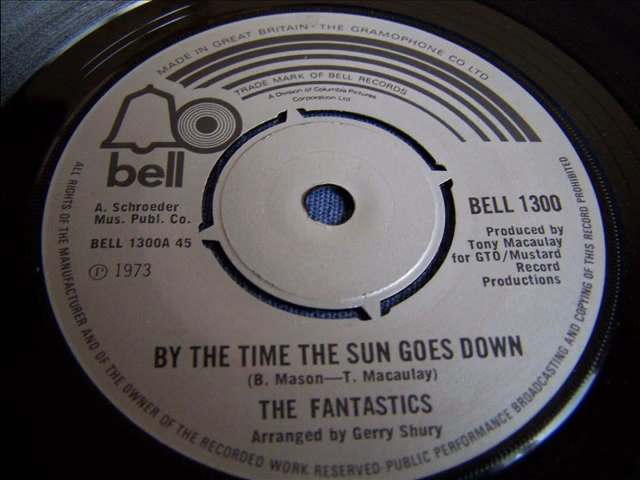 MADE IN GREAT BRITAIN · THE GRAMOPHONE CO LTD
TRADE MARK OF BELL RECORDS
A Division of Columbia Pictures
Corporation Ltd
bell
A. Schroeder
Mus. Publ. Co.
BELL 1300A 45
℗ 1973
BELL 1300
Produced by
Tony Macaulay
for GTO/Mustard
Record
Productions
BY THE TIME THE SUN GOES DOWN
(B. Mason—T. Macaulay)
THE FANTASTICS
Arranged by Gerry Shury
ALL RIGHTS OF THE MANUFACTURER AND OF THE OWNER OF THE RECORDED WORK RESERVED·PUBLIC PERFORMANCE BROADCASTING AND COPYING OF THIS RECORD PROHIBITED